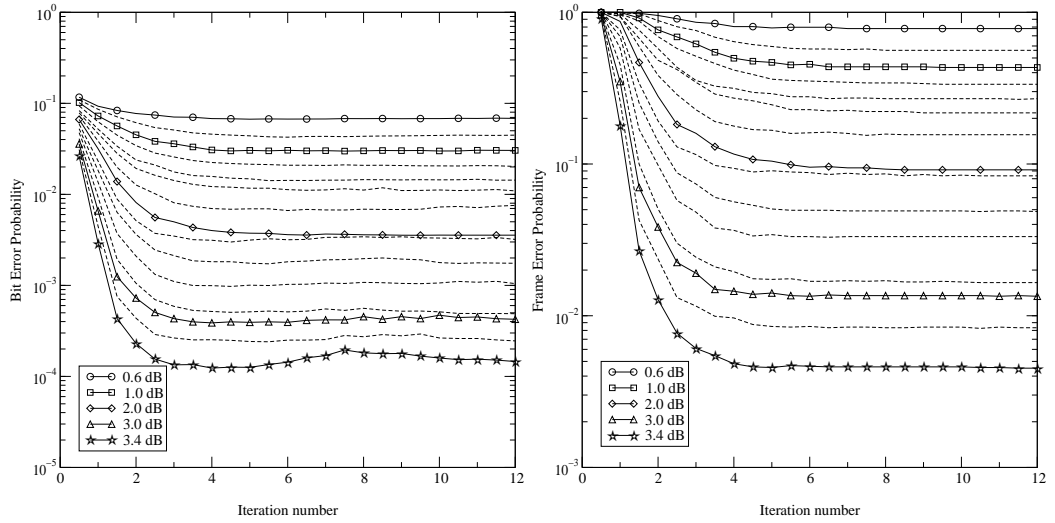 10^0
10^-1
10^-2
10^-3
10^-4
10^-5
Bit Error Probability
0 2 4 6 8 10 12
Iteration number
0.6 dB
1.0 dB
2.0 dB
3.0 dB
3.4 dB
10^0
10^-1
10^-2
10^-3
Frame Error Probability
0 2 4 6 8 10 12
Iteration number
0.6 dB
1.0 dB
2.0 dB
3.0 dB
3.4 dB